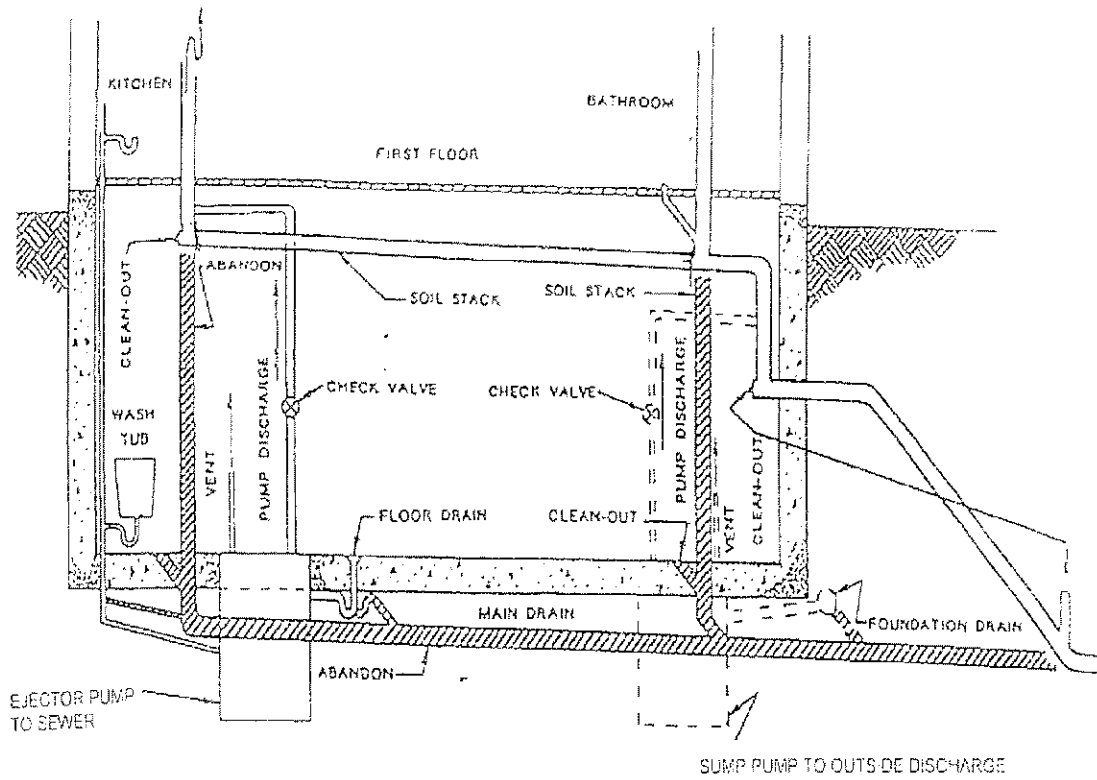 KITCHEN
BATHROOM
FIRST FLOOR
CLEAN-OUT
ABANDON
SOIL STACK
SOIL STACK
PUMP DISCHARGE
CHECK VALVE
CHECK VALVE
PUMP DISCHARGE
WASH
TUB
VENT
FLOOR DRAIN
CLEAN-OUT
VENT
CLEAN-OUT
MAIN DRAIN
FOUNDATION DRAIN
ABANDON
EJECTOR PUMP
TO SEWER
SUMP PUMP TO OUTS DE DISCHARGE